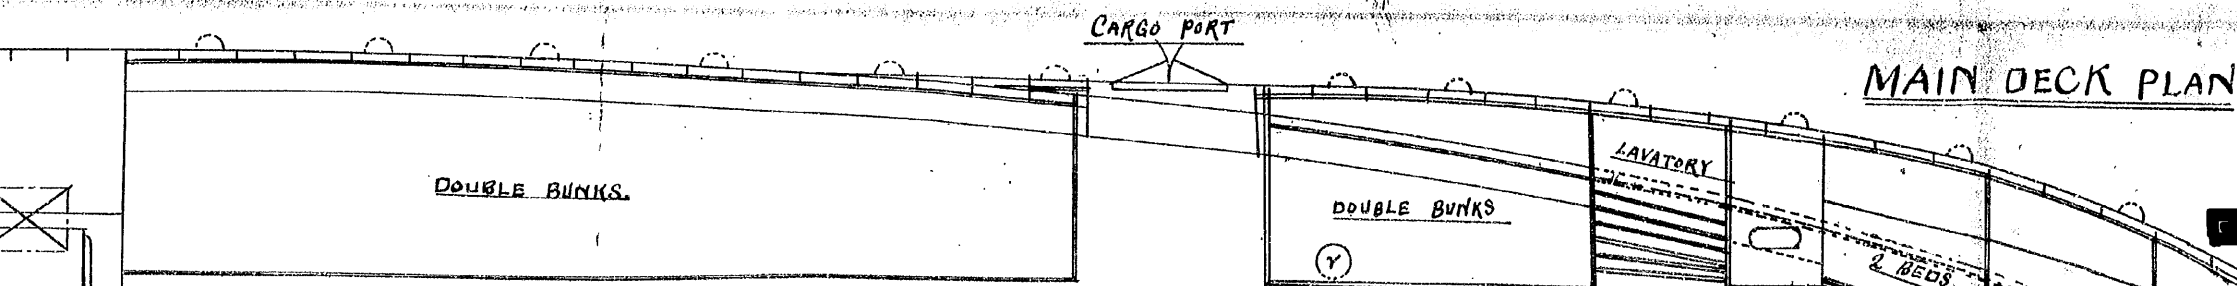 CARGO PORT
MAIN DECK PLAN
LAVATORY
DOUBLE BUNKS.
DOUBLE BUNKS
2 BEDS